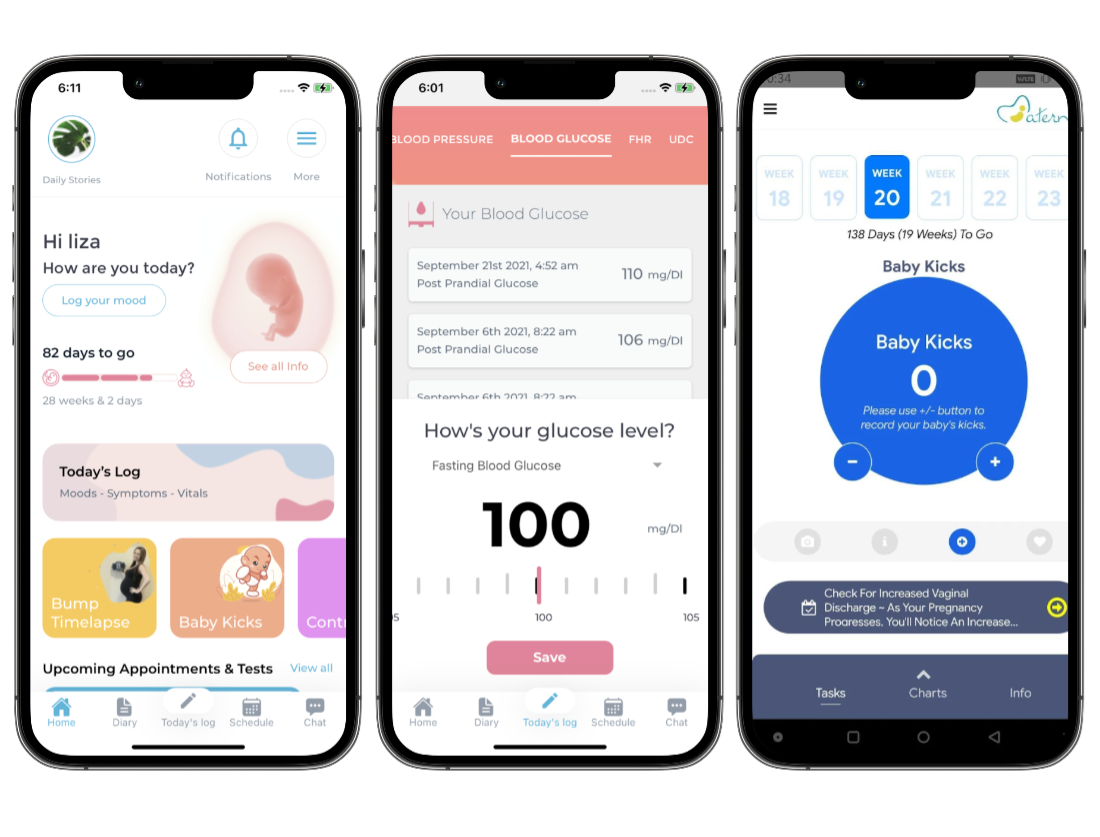 6:11
Daily Stories
Notifications
More
Hi liza
How are you today?
Log your mood
82 days to go
See all Info
28 weeks & 2 days
Today's Log
Moods - Symptoms - Vitals
Bump
Timelapse
Baby Kicks
Cont
Upcoming Appointments & Tests
View all
Home
Diary
Today's log
Schedule
Chat
6:01
BLOOD PRESSURE
BLOOD GLUCOSE
FHR
UDC
Your Blood Glucose
September 21st 2021, 4:52 am
Post Prandial Glucose
110 mg/Dl
September 6th 2021, 8:22 am
Post Prandial Glucose
106 mg/Dl
September 6th 2021, 8:22 am
How's your glucose level?
Fasting Blood Glucose
100
mg/Dl
95
100
105
Save
Home
Diary
Today's log
Schedule
Chat
:34
VoLTE
atern
WEEK
18
WEEK
19
WEEK
20
WEEK
21
WEEK
22
WEEK
23
138 Days (19 Weeks) To Go
Baby Kicks
Baby Kicks
0
Please use +/- button to
record your baby's kicks.
− +
Check For Increased Vaginal
Discharge ~ As Your Pregnancy
Progresses, You'll Notice An Increase...
Tasks
Charts
Info